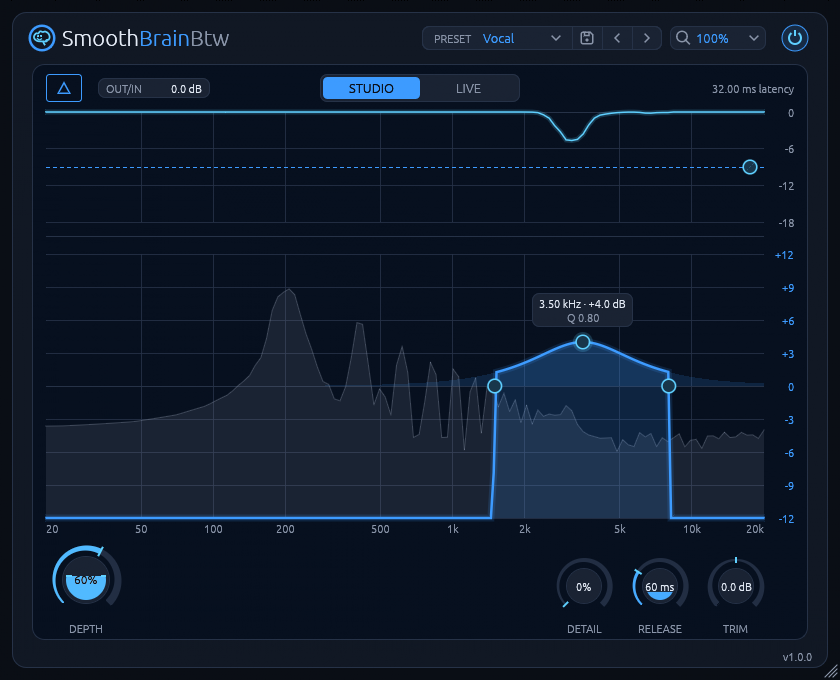 SmoothBrainBtw
PRESET Vocal
100%
OUT/IN 0.0 dB
STUDIO LIVE
32.00 ms latency
0
-6
-12
-18
+12
+9
+6
+3
0
-3
-6
-9
-12
3.50 kHz · +4.0 dB
Q 0.80
20 50 100 200 500 1k 2k 5k 10k 20k
60% 0% 60 ms 0.0 dB
DEPTH DETAIL RELEASE TRIM
v1.0.0